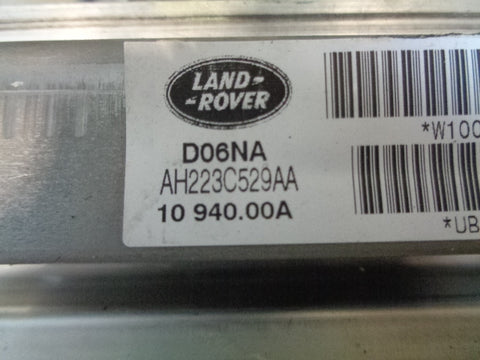 LAND-
-ROVER
D06NA
*W100
AH223C529AA
10 940.00A
*UB